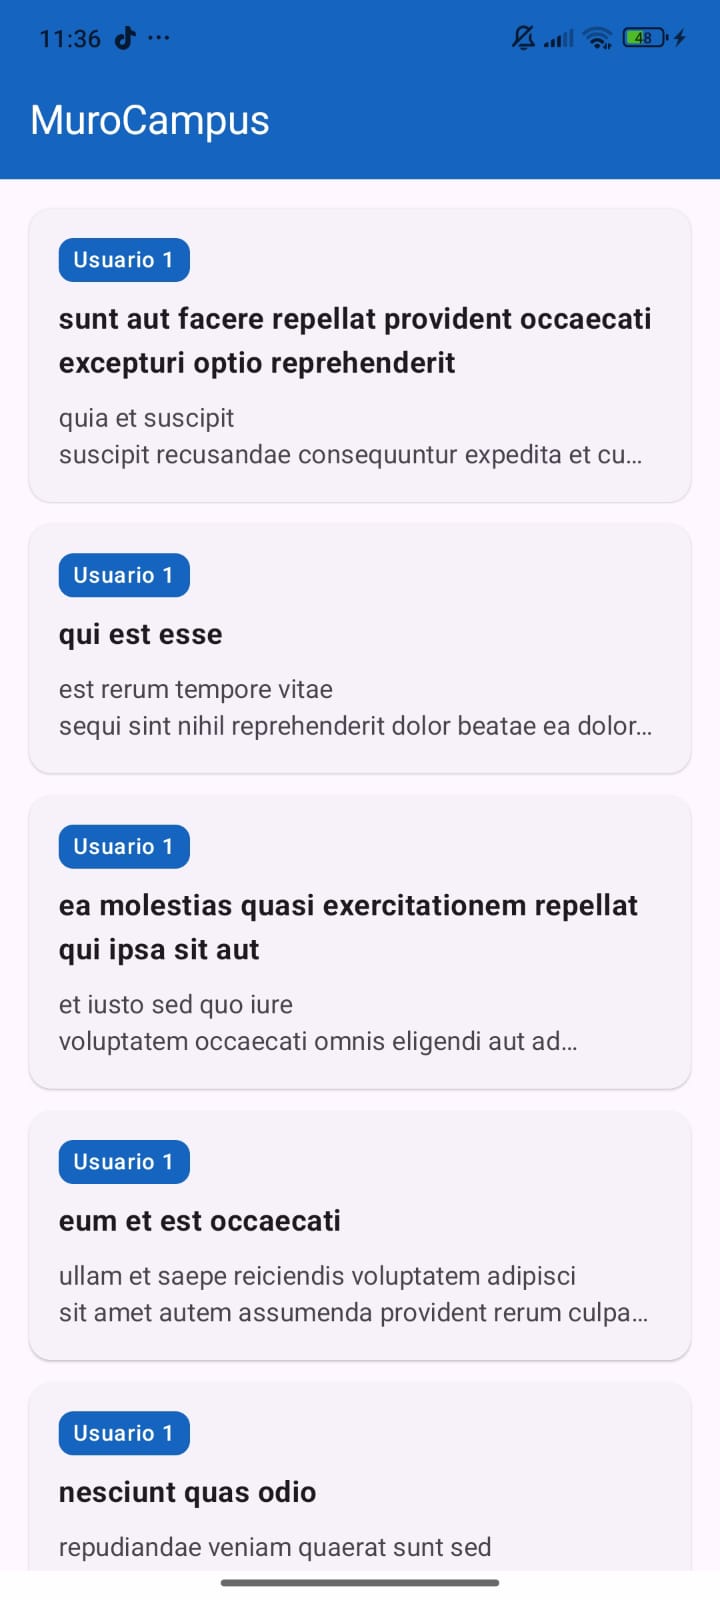 11:36
48
MuroCampus
Usuario 1
sunt aut facere repellat provident occaecati
excepturi optio reprehenderit
quia et suscipit
suscipit recusandae consequuntur expedita et cu...
Usuario 1
qui est esse
est rerum tempore vitae
sequi sint nihil reprehenderit dolor beatae ea dolor...
Usuario 1
ea molestias quasi exercitationem repellat
qui ipsa sit aut
et iusto sed quo iure
voluptatem occaecati omnis eligendi aut ad...
Usuario 1
eum et est occaecati
ullam et saepe reiciendis voluptatem adipisci
sit amet autem assumenda provident rerum culpa...
Usuario 1
nesciunt quas odio
repudiandae veniam quaerat sunt sed